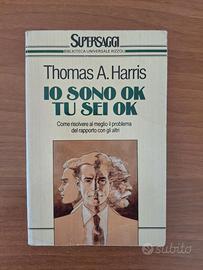 SUPERSAGGI
BIBLIOTECA UNIVERSALE RIZZOLI
Thomas A. Harris
IO SONO OK
TU SEI OK
Come risolvere al meglio il problema
del rapporto con gli altri
subito